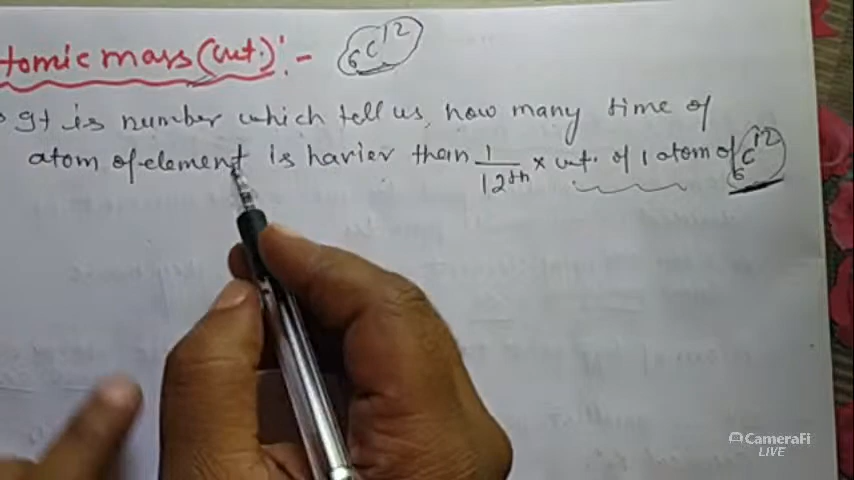 tomic mass (wt.) :- ₆C¹²
It is number which tell us, how many time of
atom of element is havier then 1/12th × wt. of 1 atom of ₆C¹²
CameraFi
LIVE